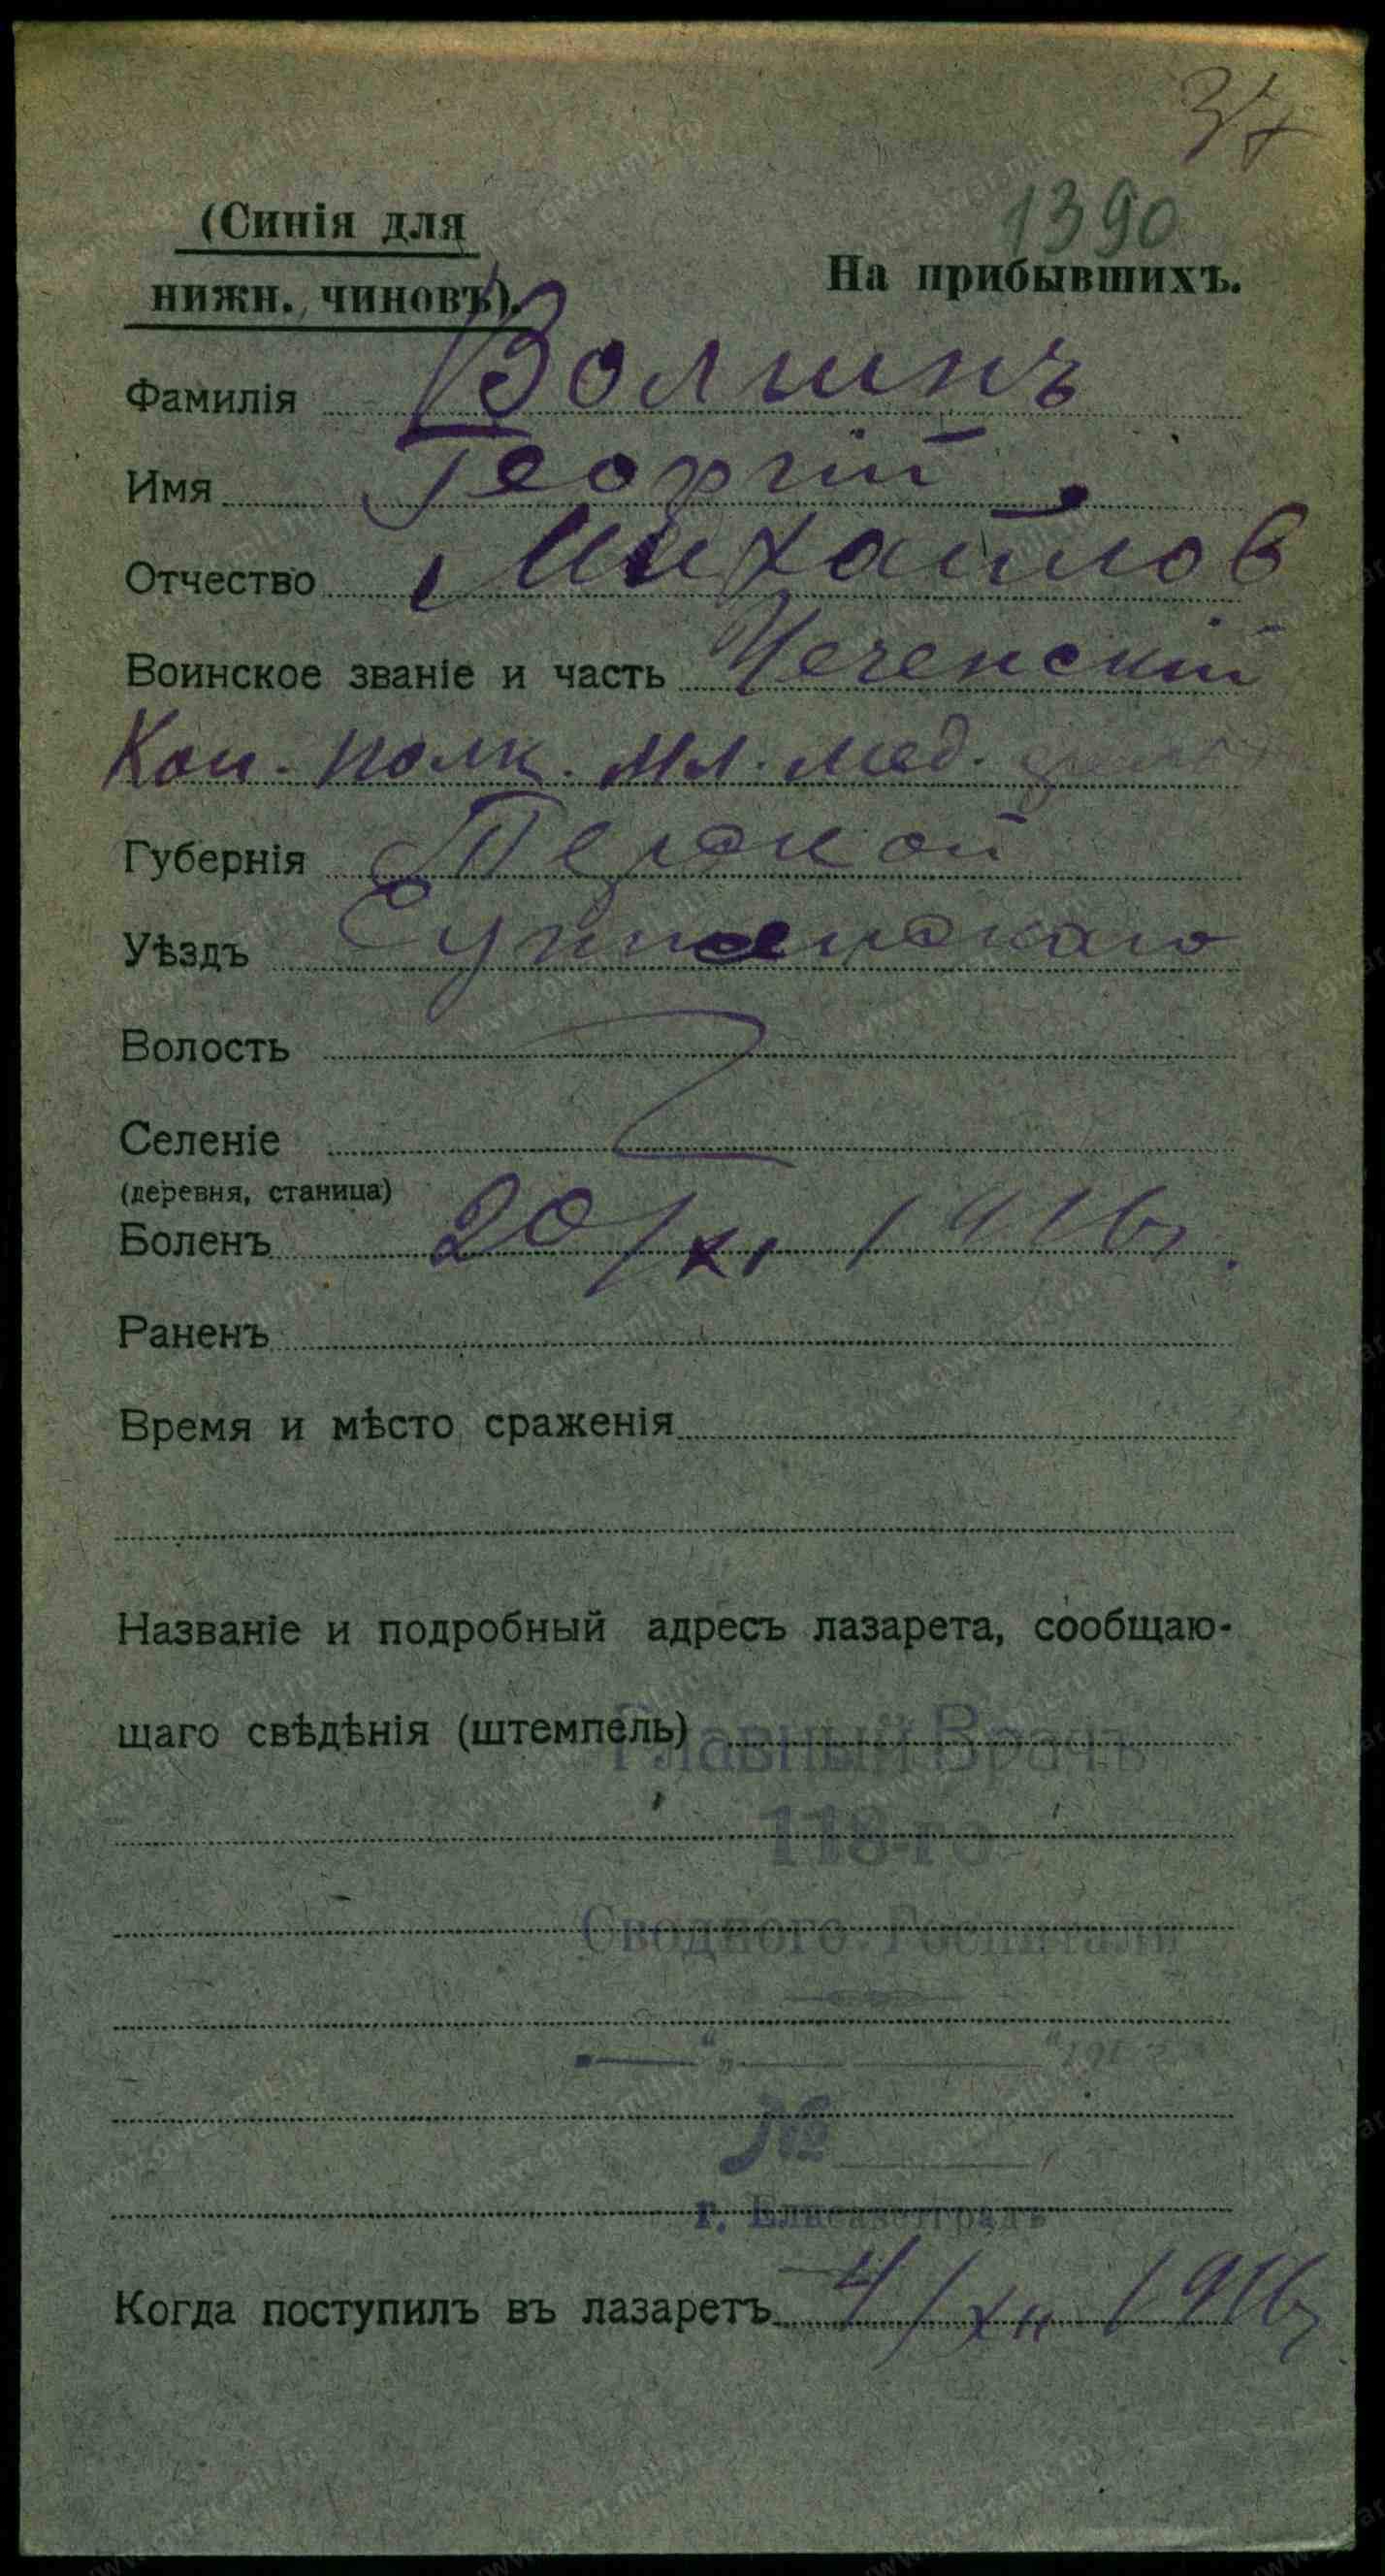 37
1390
(Синія для
нижн. чиновъ).
На прибывшихъ.
Фамилія Волшинъ
Имя Георгій
Отчество Михайлов
Воинское званіе и часть Чеченскій
Кон. полк. мл. мед.
Губернія Терской
Уѣздъ
Волость
Селеніе
(деревня, станица)
Боленъ 20/XI 1916 г.
Раненъ
Время и мѣсто сраженія
Названіе и подробный адресъ лазарета, сообщаю-
щаго свѣдѣнія (штемпель)
Главный Врачъ
118-го
Сводного Госпиталя
№
г. Елисаветградъ
Когда поступилъ въ лазаретъ 4/XII 1916 г.